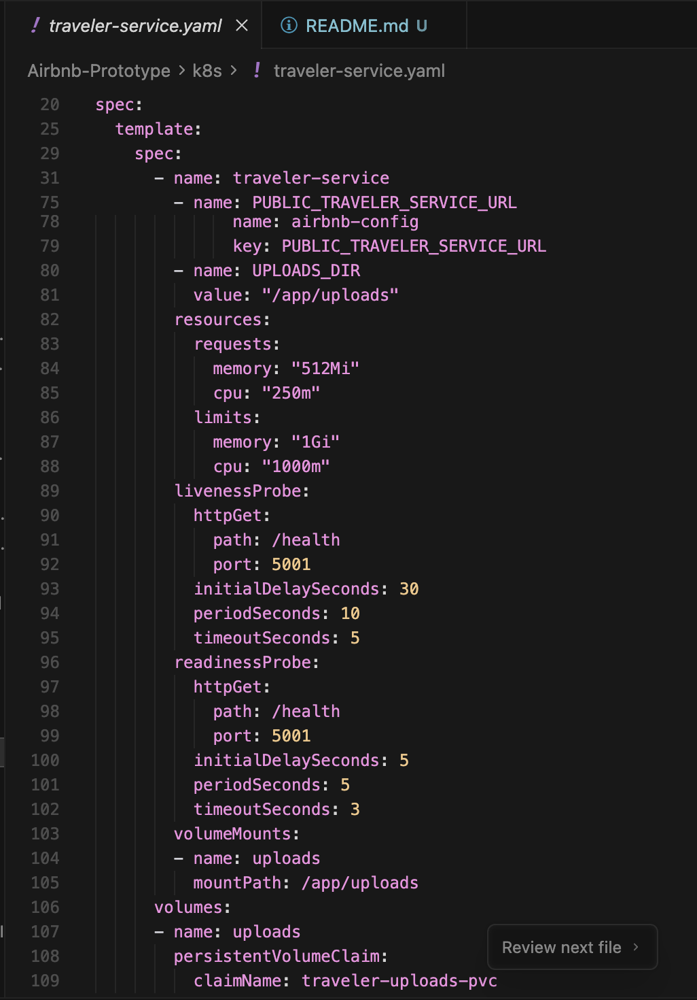 ! traveler-service.yaml × README.md U
Airbnb-Prototype > k8s > ! traveler-service.yaml
20 spec:
25 template:
29 spec:
31 - name: traveler-service
75 - name: PUBLIC_TRAVELER_SERVICE_URL
78 name: airbnb-config
79 key: PUBLIC_TRAVELER_SERVICE_URL
80 - name: UPLOADS_DIR
81 value: "/app/uploads"
82 resources:
83 requests:
84 memory: "512Mi"
85 cpu: "250m"
86 limits:
87 memory: "1Gi"
88 cpu: "1000m"
89 livenessProbe:
90 httpGet:
91 path: /health
92 port: 5001
93 initialDelaySeconds: 30
94 periodSeconds: 10
95 timeoutSeconds: 5
96 readinessProbe:
97 httpGet:
98 path: /health
99 port: 5001
100 initialDelaySeconds: 5
101 periodSeconds: 5
102 timeoutSeconds: 3
103 volumeMounts:
104 - name: uploads
105 mountPath: /app/uploads
106 volumes:
107 - name: uploads
108 persistentVolumeClaim:
109 claimName: traveler-uploads-pvc
Review next file >